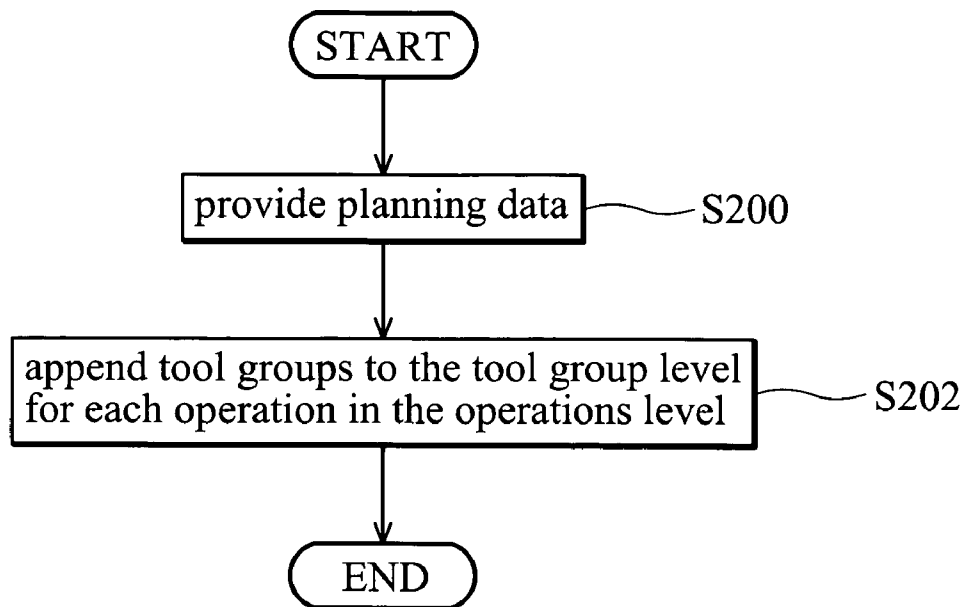 START
provide planning data
S200
append tool groups to the tool group level
for each operation in the operations level
S202
END